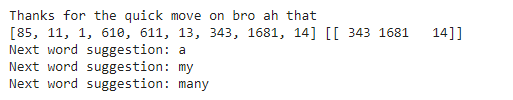 Thanks for the quick move on bro ah that
[85, 11, 1, 610, 611, 13, 343, 1681, 14] [[ 343 1681   14]]
Next word suggestion: a
Next word suggestion: my
Next word suggestion: many